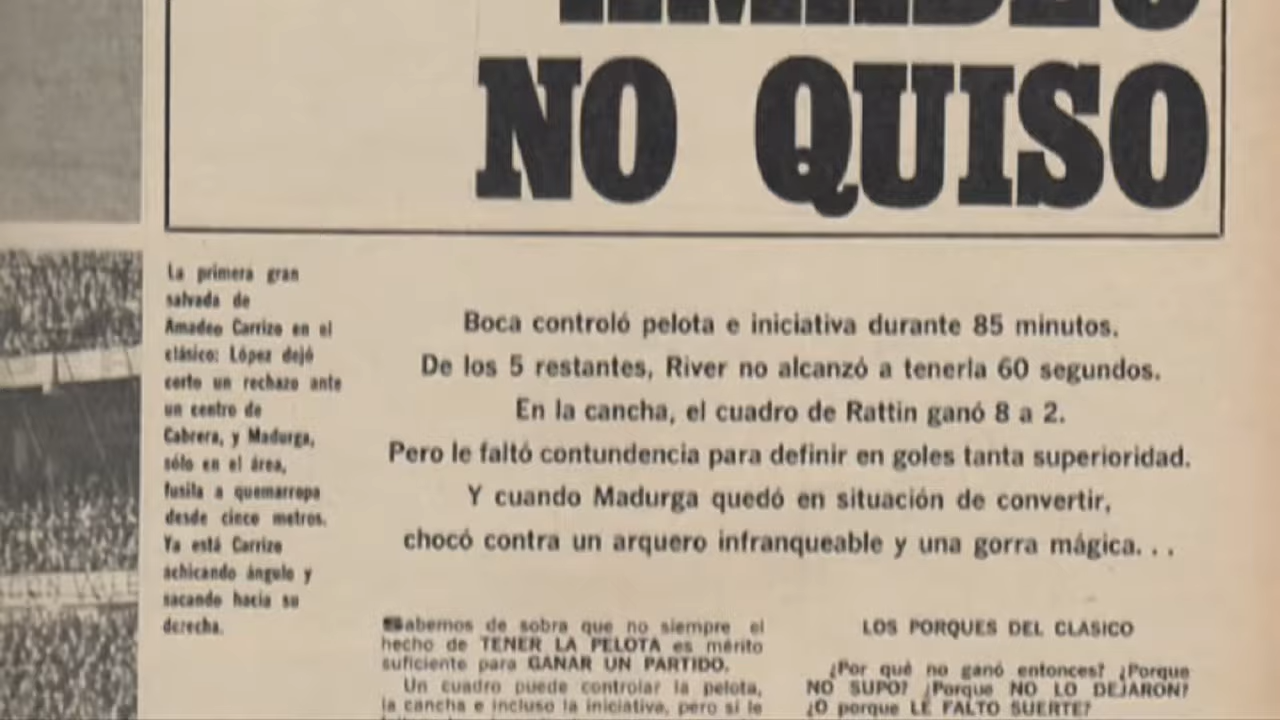 AMADEO
NO QUISO
La primera gran
salvada de
Amadeo Carrizo en el
clásico: López dejó
corto un rechazo ante
un centro de
Cabrera, y Madurga,
sólo en el área,
fusila a quemarropa
desde cinco metros.
Ya está Carrizo
achicando ángulo y
sacando hacia su
derecha.
Boca controló pelota e iniciativa durante 85 minutos.
De los 5 restantes, River no alcanzó a tenerla 60 segundos.
En la cancha, el cuadro de Rattin ganó 8 a 2.
Pero le faltó contundencia para definir en goles tanta superioridad.
Y cuando Madurga quedó en situación de convertir,
chocó contra un arquero infranqueable y una gorra mágica...
Sabemos de sobra que no siempre el
hecho de TENER LA PELOTA es mérito
suficiente para GANAR UN PARTIDO.
Un cuadro puede controlar la pelota,
la cancha e incluso la iniciativa, pero si le
LOS PORQUES DEL CLASICO
¿Por qué no ganó entonces? ¿Porque
NO SUPO? ¿Porque NO LO DEJARON?
¿O porque LE FALTO SUERTE?